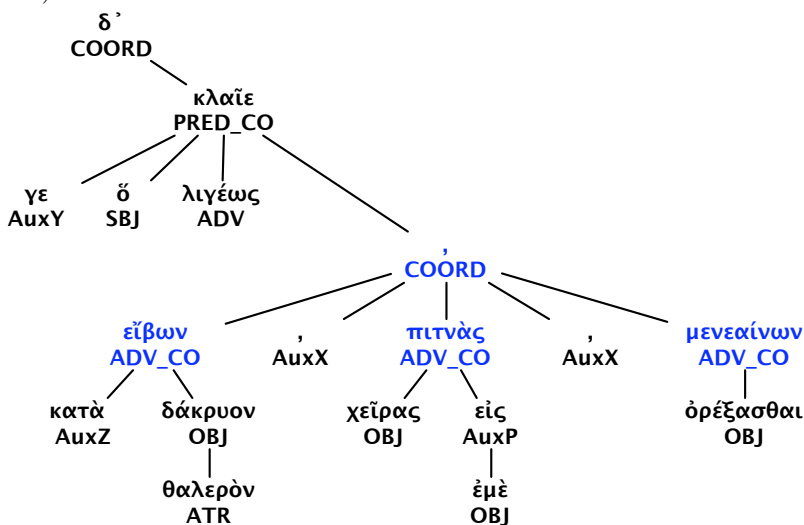 δ᾽
COORD
κλαῖε
PRED_CO
γε ὅ λιγέως
AuxY SBJ ADV
,
COORD
εἴβων , πιτνὰς , μενεαίνων
ADV_CO AuxX ADV_CO AuxX ADV_CO
κατὰ δάκρυον χεῖρας εἰς ὀρέξασθαι
AuxZ OBJ OBJ AuxP OBJ
θαλερὸν ἐμὲ
ATR OBJ